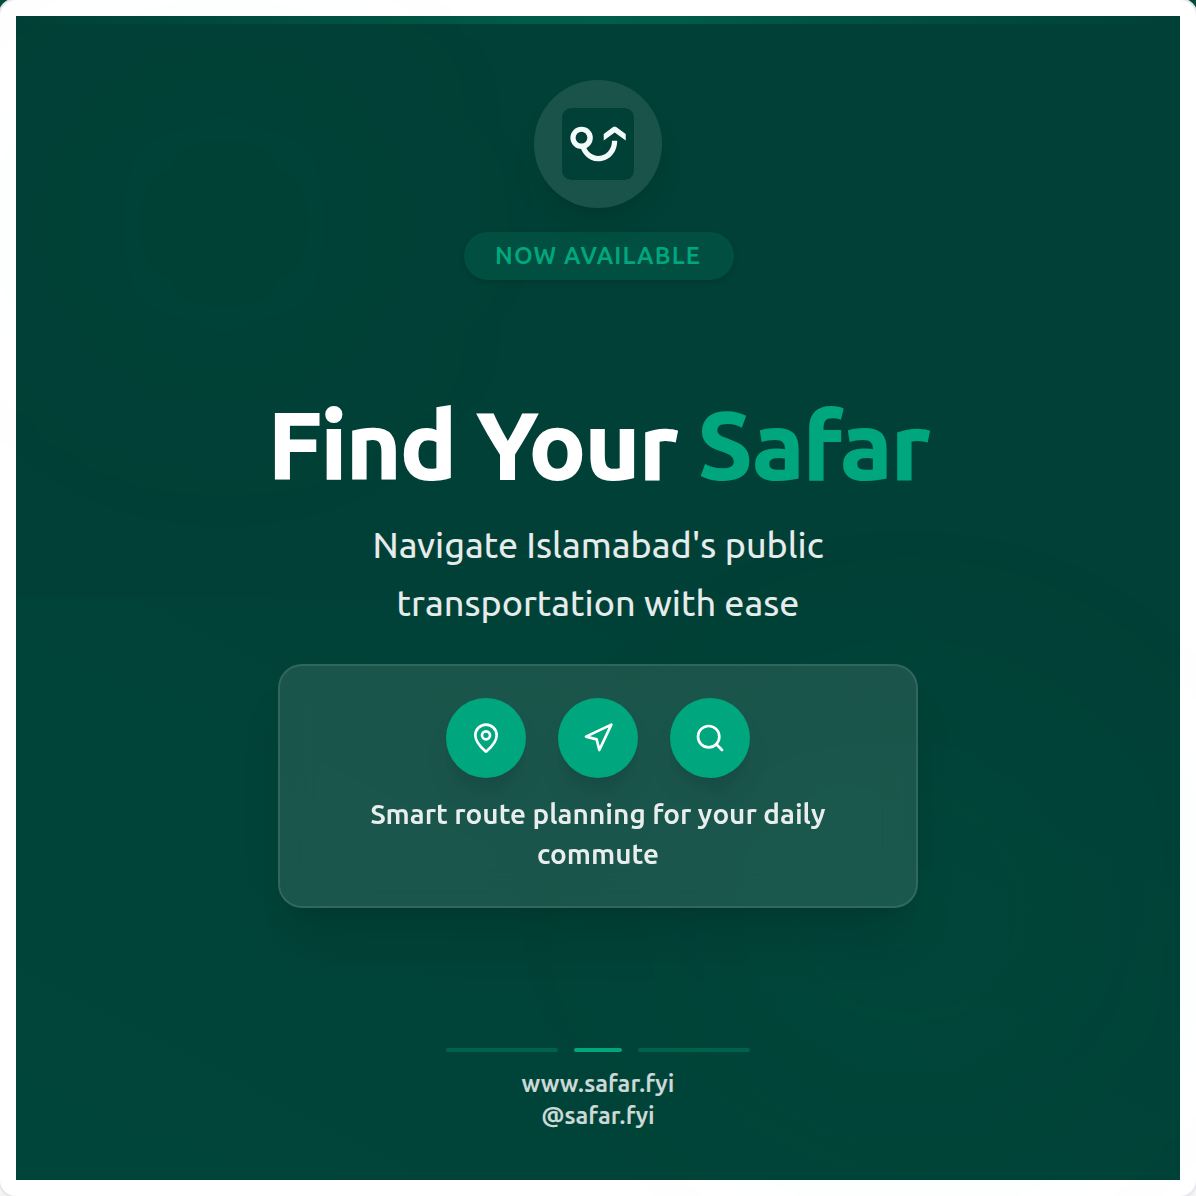 NOW AVAILABLE
Find Your Safar
Navigate Islamabad's public
transportation with ease
Smart route planning for your daily
commute
www.safar.fyi
@safar.fyi